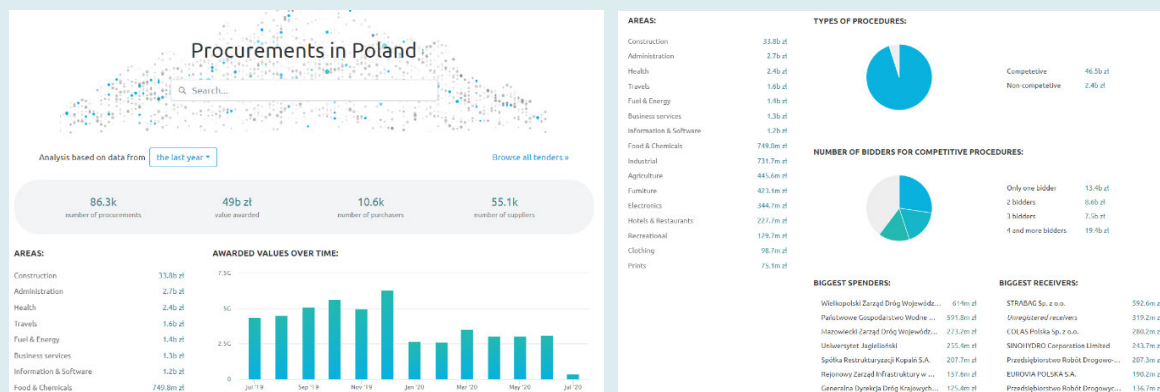 Procurements in Poland
Search...
Analysis based on data from the last year
Browse all tenders »
86.3k
number of procurements
49b zł
value awarded
10.6k
number of purchasers
55.1k
number of suppliers
AREAS:
Construction 33.8b zł
Administration 2.7b zł
Health 2.4b zł
Travels 1.6b zł
Fuel & Energy 1.4b zł
Business services 1.3b zł
Information & Software 1.2b zł
Food & Chemicals 749.8m zł
AWARDED VALUES OVER TIME:
7.5G
5G
2.5G
0
Jul '19 Sep '19 Nov '19 Jan '20 Mar '20 May '20 Jul '20
AREAS:
Construction 33.8b zł
Administration 2.7b zł
Health 2.4b zł
Travels 1.6b zł
Fuel & Energy 1.4b zł
Business services 1.3b zł
Information & Software 1.2b zł
Food & Chemicals 749.8m zł
Industrial 731.7m zł
Agriculture 445.6m zł
Furniture 423.1m zł
Electronics 344.7m zł
Hotels & Restaurants 227.7m zł
Recreational 129.7m zł
Clothing 98.7m zł
Prints 75.1m zł
TYPES OF PROCEDURES:
Competetive 46.5b zł
Non-competetive 2.4b zł
NUMBER OF BIDDERS FOR COMPETITIVE PROCEDURES:
Only one bidder 13.4b zł
2 bidders 8.6b zł
3 bidders 7.5b zł
4 and more bidders 19.4b zł
BIGGEST SPENDERS:
Wielkopolski Zarząd Dróg Wojewódz... 614m zł
Państwowe Gospodarstwo Wodne ... 391.8m zł
Mazowiecki Zarząd Dróg Wojewódz... 273.2m zł
Uniwersytet Jagielloński 255.4m zł
Spółka Restrukturyzacji Kopalń S.A. 207.7m zł
Rejonowy Zarząd Infrastruktury w ... 157.6m zł
Generalna Dyrekcja Dróg Krajowych... 125.4m zł
BIGGEST RECEIVERS:
STRABAG Sp. z o.o. 592.6m z
Unregistered receivers 319.2m z
COLAS Polska Sp. z o.o. 280.2m z
SINOHYDRO Corporation Limited 243.7m z
Przedsiębiorstwo Robót Drogowo-... 207.3m z
EUROVIA POLSKA S.A. 190.2m z
Przedsiębiorstwo Robót Drogowyc... 136.7m z